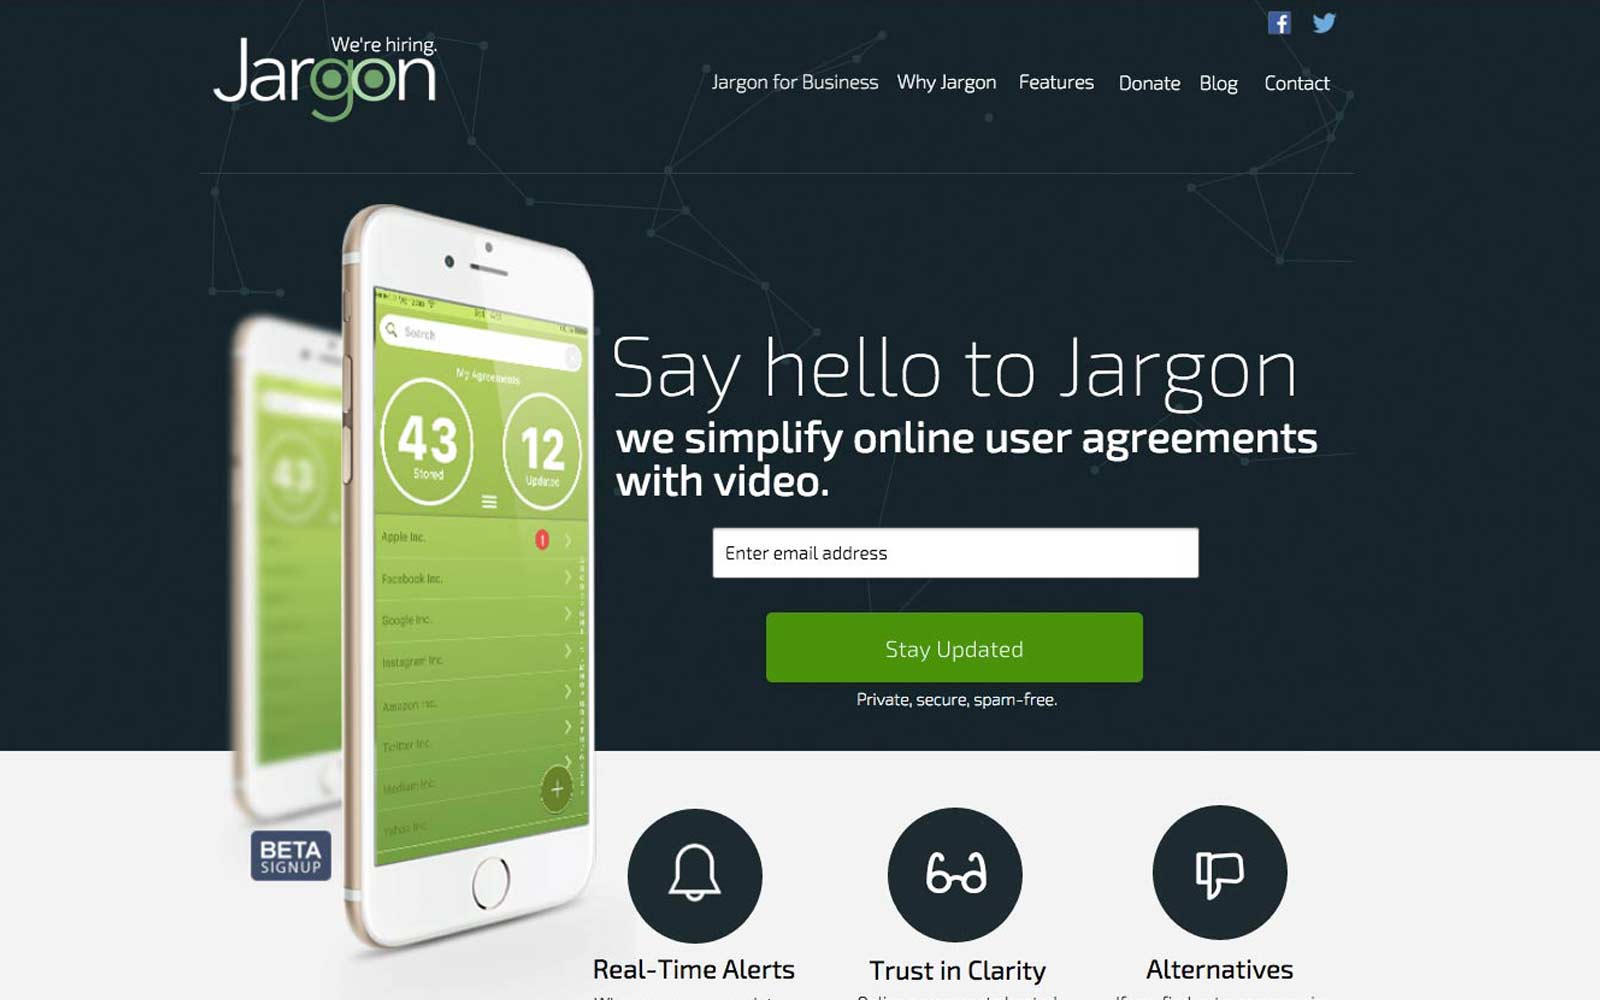 We're hiring.
Jargon
Jargon for Business Why Jargon Features Donate Blog Contact
Search
My Agreements
43 Stored
12 Updated
Apple Inc.
1
Facebook Inc.
Google Inc.
Instagram Inc.
Amazon Inc.
Twitter Inc.
Medium Inc.
Yahoo Inc.
43
Say hello to Jargon
we simplify online user agreements
with video.
Enter email address
Stay Updated
Private, secure, spam-free.
BETA
SIGNUP
Real-Time Alerts
Trust in Clarity
Alternatives